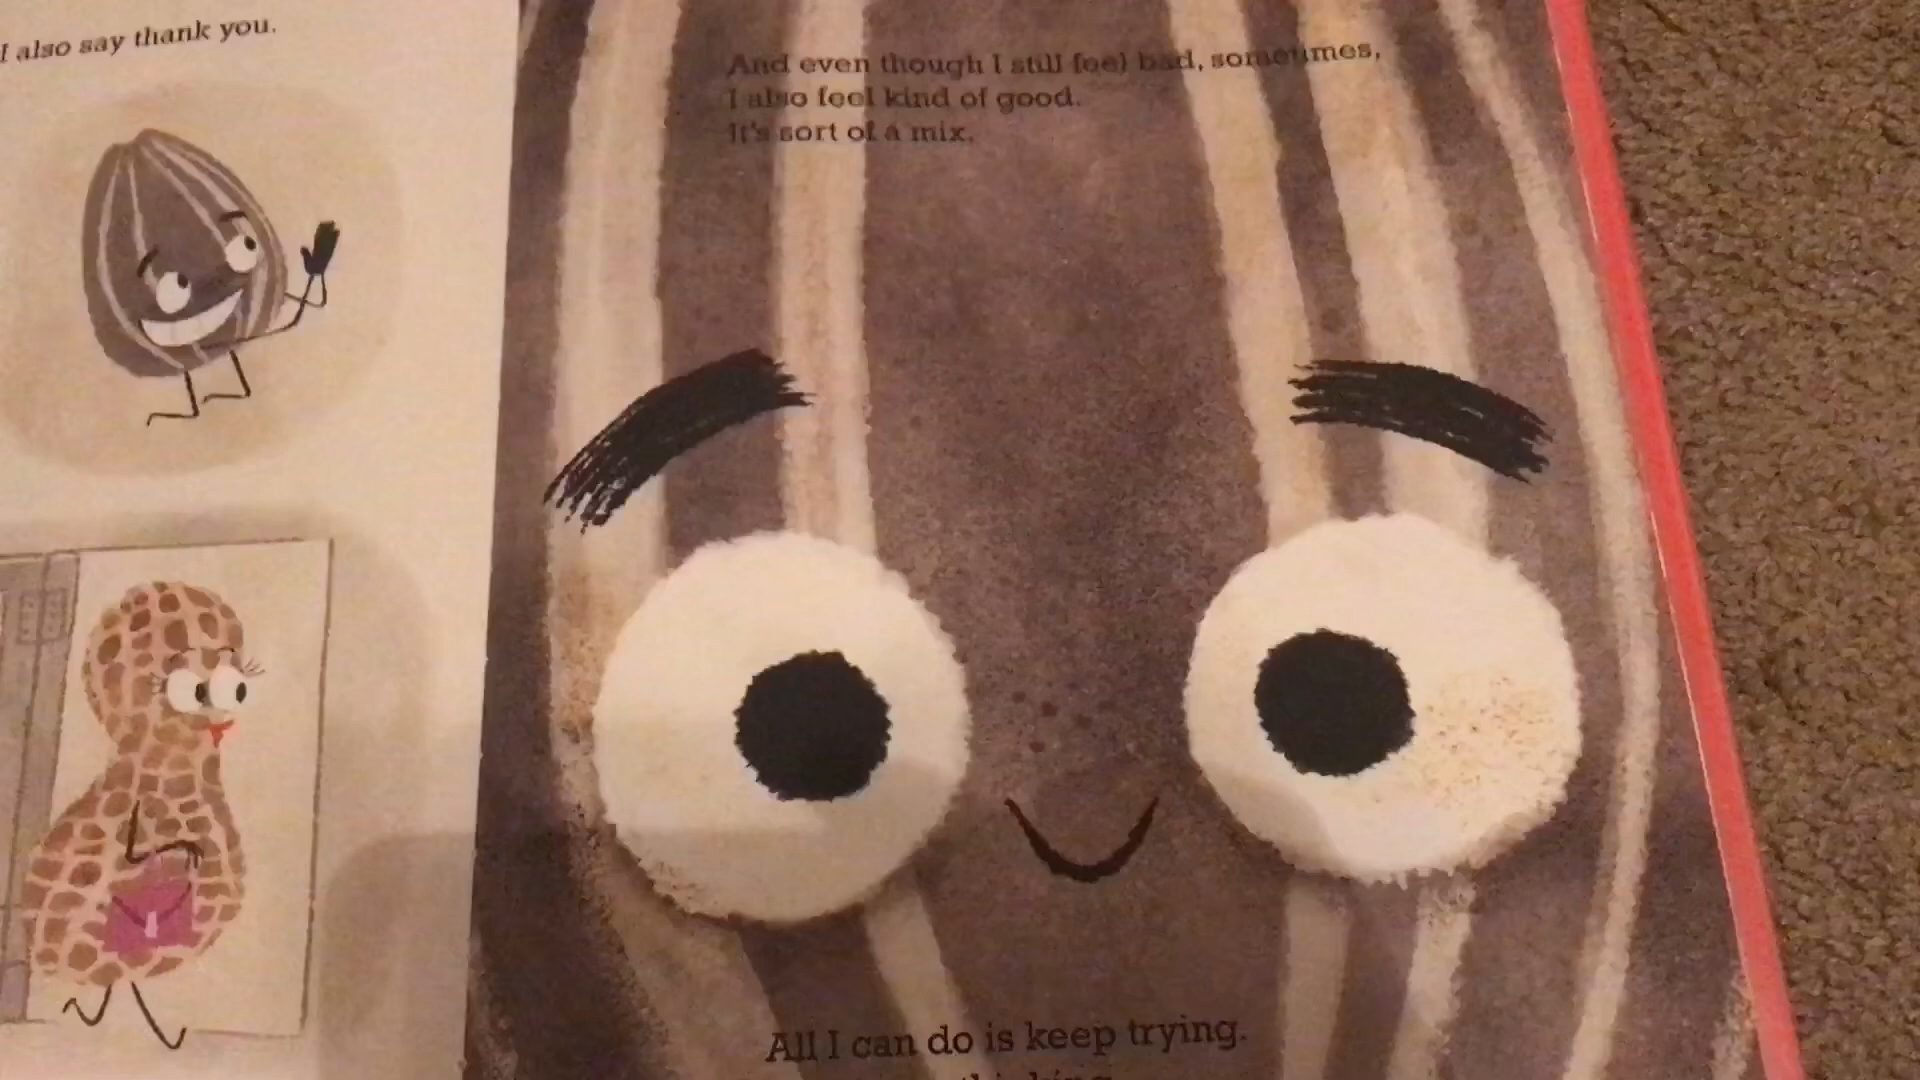 I also say thank you.
And even though I still feel bad, sometimes,
I also feel kind of good.
It's sort of a mix.
All I can do is keep trying.
thinking